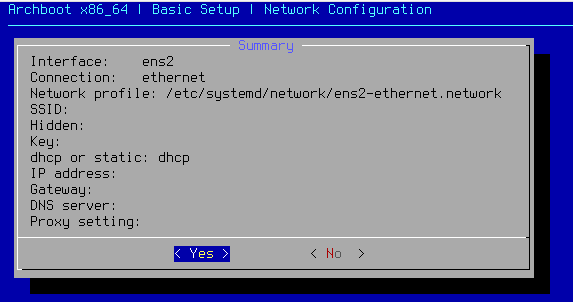 Archboot x86_64 | Basic Setup | Network Configuration
Summary
Interface: ens2
Connection: ethernet
Network profile: /etc/systemd/network/ens2-ethernet.network
SSID:
Hidden:
Key:
dhcp or static: dhcp
IP address:
Gateway:
DNS server:
Proxy setting:
< Yes > < No >